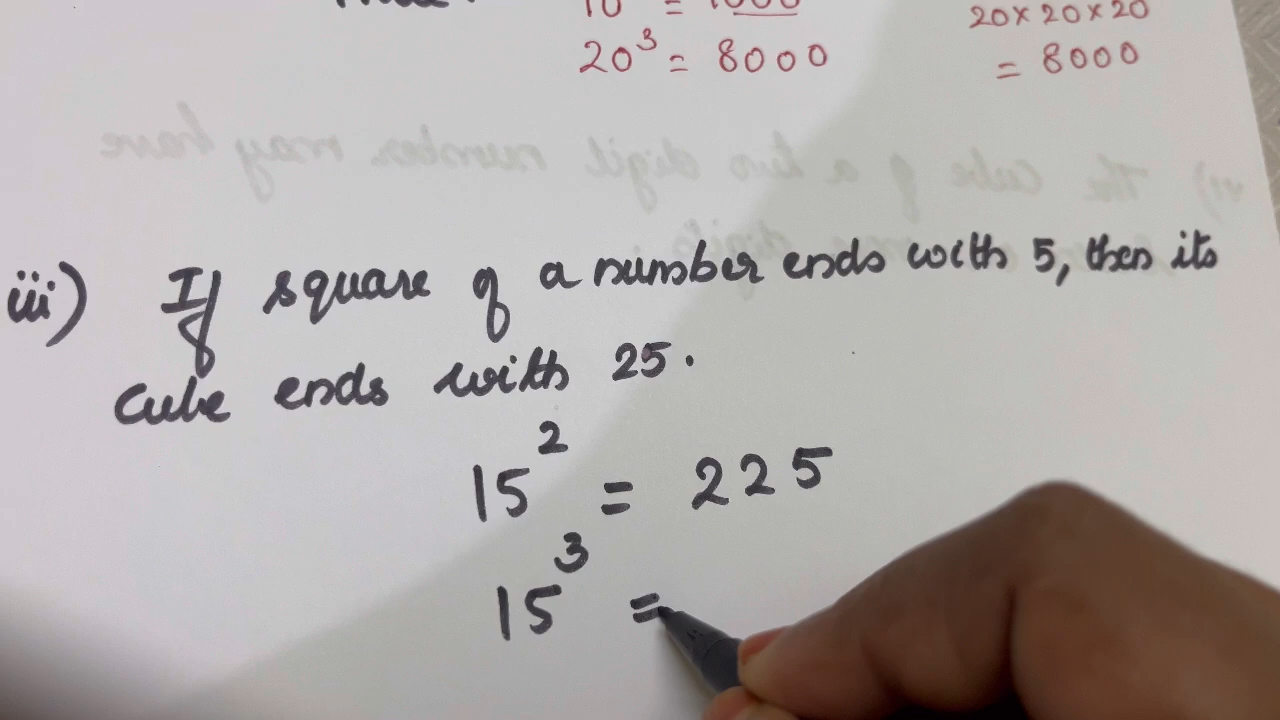 20 x 20 x 20
20³ = 8000
= 8000
iii) If square of a number ends with 5, then its
cube ends with 25.
15² = 225
15³ =